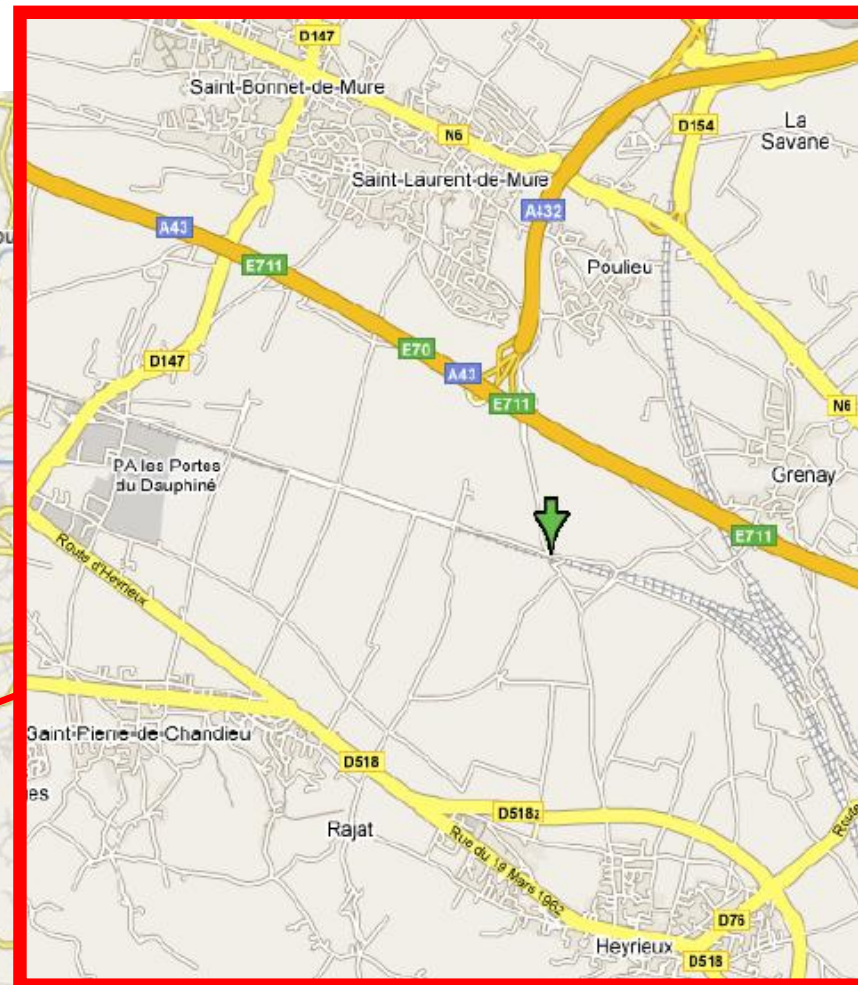 D147
Saint-Bonnet-de-Mure
N6
D154
La
Savane
Saint-Laurent-de-Mure
A432
A43
E711
Poulieu
E70
D147
A43
E711
N6
PA les Portes
du Dauphiné
Grenay
E711
Route d'Heyrieux
Saint-Pierre-de-Chandieu
D518
es
D518z
Rajat
Rue du 19 Mars 1962
Route
D76
Heyrieux
D518